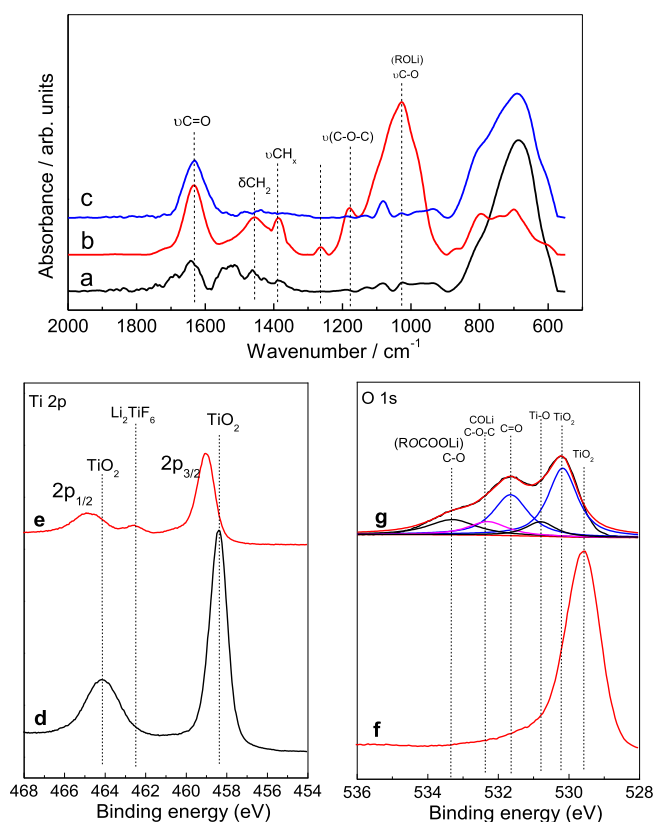 (ROLi)
υC-O
υC=O
υ(C-O-C)
υCHₓ
δCH₂
c
b
a
Absorbance / arb. units
2000 1800 1600 1400 1200 1000 800 600
Wavenumber / cm⁻¹
Ti 2p
Li₂TiF₆
TiO₂
TiO₂
2p₃/₂
2p₁/₂
e
d
468 466 464 462 460 458 456 454
Binding energy (eV)
O 1s
COLi
C-O-C
C=O
Ti-O
TiO₂
(ROCOOLi)
C-O
TiO₂
g
f
536 534 532 530 528
Binding energy (eV)